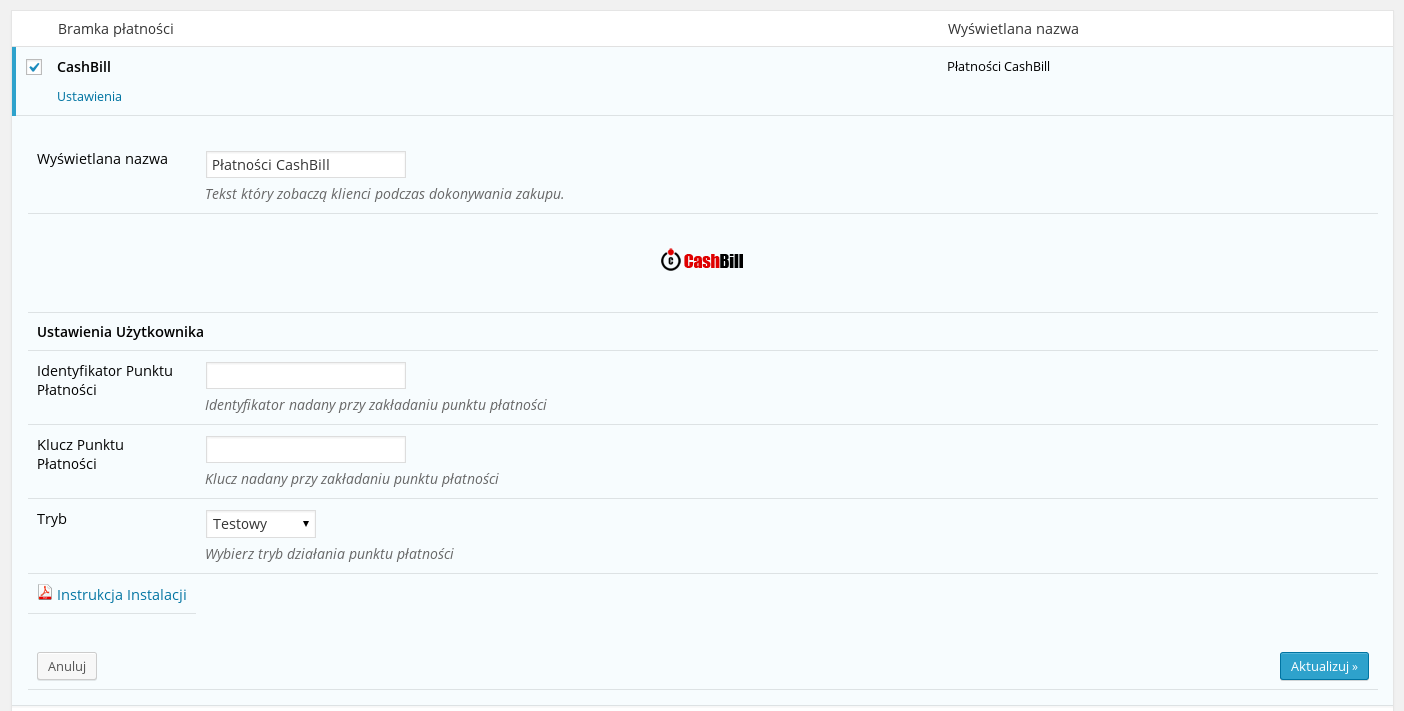 Bramka płatności Wyświetlana nazwa
CashBill Płatności CashBill
Ustawienia
Wyświetlana nazwa Płatności CashBill
Tekst który zobaczą klienci podczas dokonywania zakupu.
CashBill
Ustawienia Użytkownika
Identyfikator Punktu
Płatności
Identyfikator nadany przy zakładaniu punktu płatności
Klucz Punktu
Płatności
Klucz nadany przy zakładaniu punktu płatności
Tryb Testowy
Wybierz tryb działania punktu płatności
Instrukcja Instalacji
Anuluj Aktualizuj »